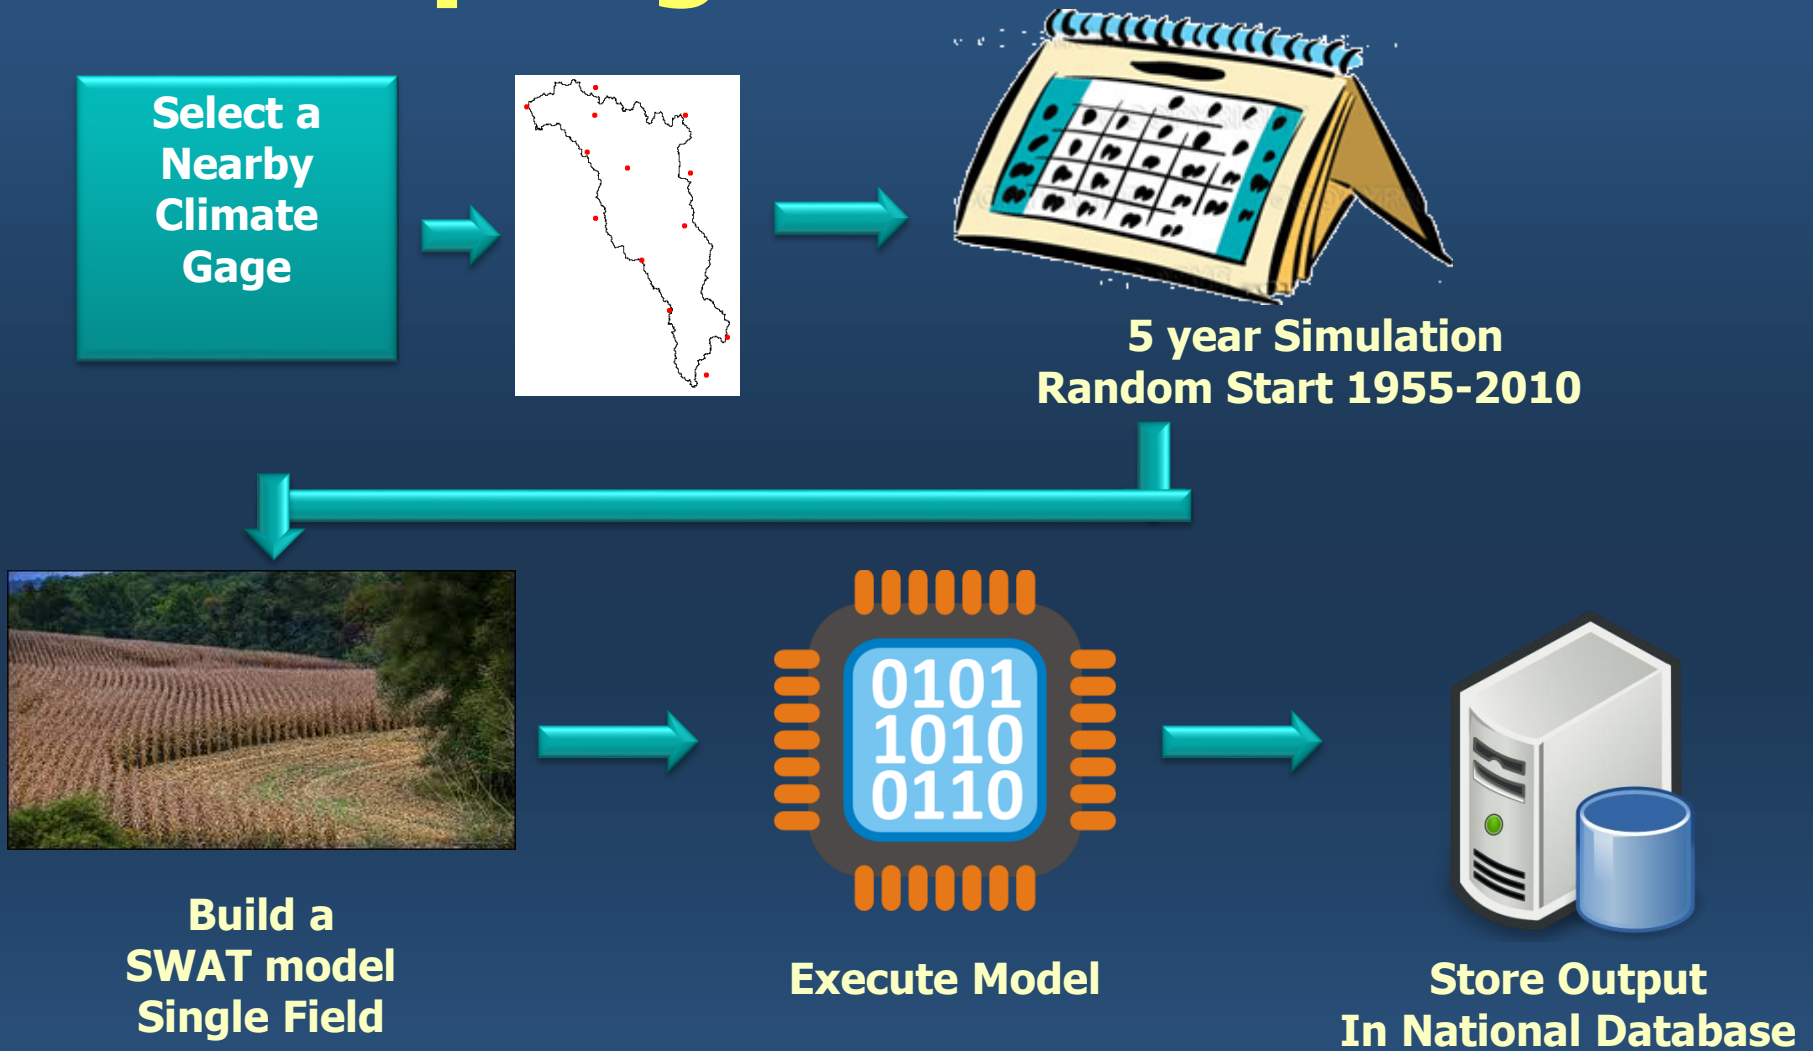 Select a
Nearby
Climate
Gage
5 year Simulation
Random Start 1955-2010
Build a
SWAT model
Single Field
0101
1010
0110
Execute Model
Store Output
In National Database